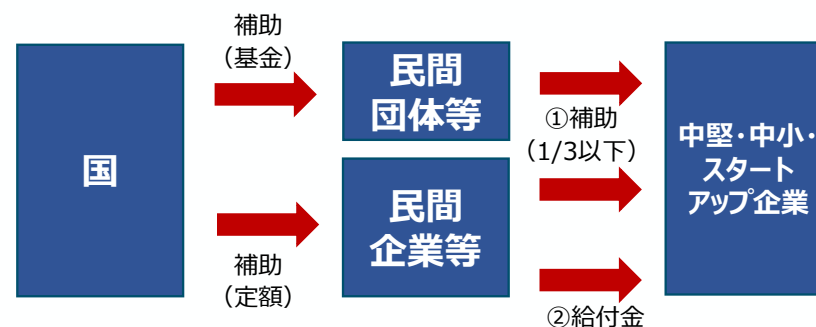 国
補助
（基金）
補助
（定額）
民間
団体等
民間
企業等
①補助
（1/3以下）
②給付金
中堅・中小・
スタート
アップ企業